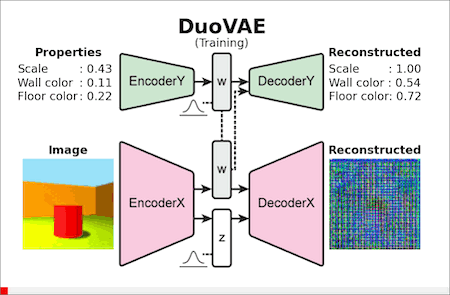 DuoVAE
(Training)
Properties
Scale : 0.43
Wall color : 0.11
Floor color : 0.22
EncoderY
w
DecoderY
Reconstructed
Scale : 1.00
Wall color : 0.54
Floor color: 0.72
Image
EncoderX
w
z
DecoderX
Reconstructed